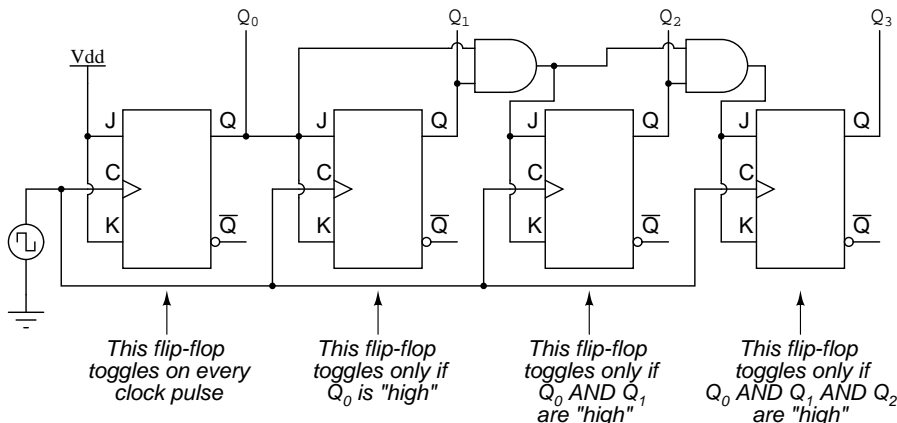 Q0 Q1 Q2 Q3
Vdd
J Q J Q J Q J Q
C C C C
K Q̅ K Q̅ K Q̅ K Q̅
This flip-flop
toggles on every
clock pulse
This flip-flop
toggles only if
Q0 is "high"
This flip-flop
toggles only if
Q0 AND Q1
are "high"
This flip-flop
toggles only if
Q0 AND Q1 AND Q2
are "high"